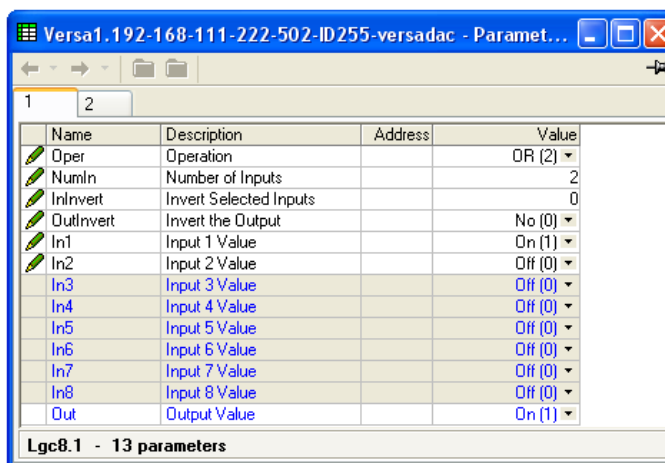 Versa1.192-168-111-222-502-ID255-versadac - Paramet...
1 2
Name Description Address Value
Oper Operation OR (2)
NumIn Number of Inputs 2
InInvert Invert Selected Inputs 0
OutInvert Invert the Output No (0)
In1 Input 1 Value On (1)
In2 Input 2 Value Off (0)
In3 Input 3 Value Off (0)
In4 Input 4 Value Off (0)
In5 Input 5 Value Off (0)
In6 Input 6 Value Off (0)
In7 Input 7 Value Off (0)
In8 Input 8 Value Off (0)
Out Output Value On (1)
Lgc8.1 - 13 parameters